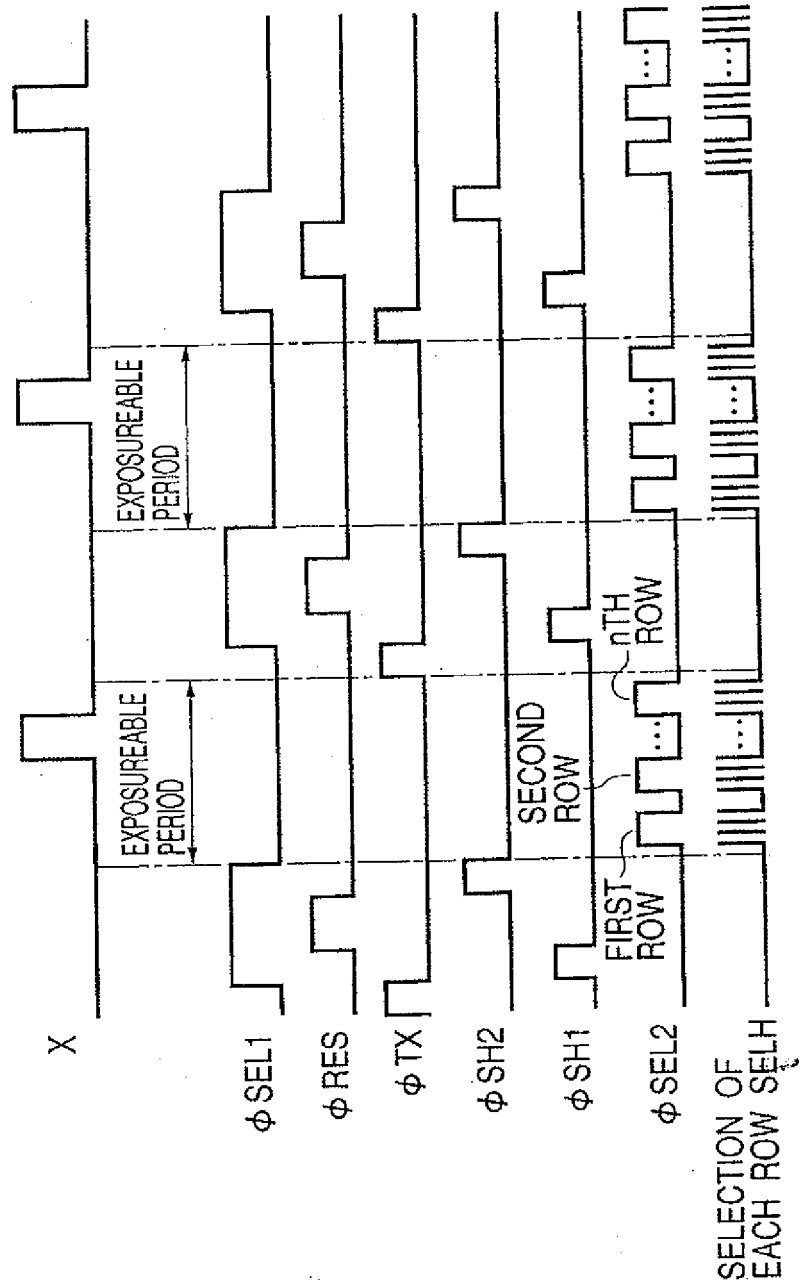 X
EXPOSUREABLE
PERIOD
EXPOSUREABLE
PERIOD
φSEL1
φRES
φTX
φSH2
φSH1
φSEL2
FIRST
ROW
SECOND
ROW
nTH
ROW
SELECTION OF
EACH ROW SELH